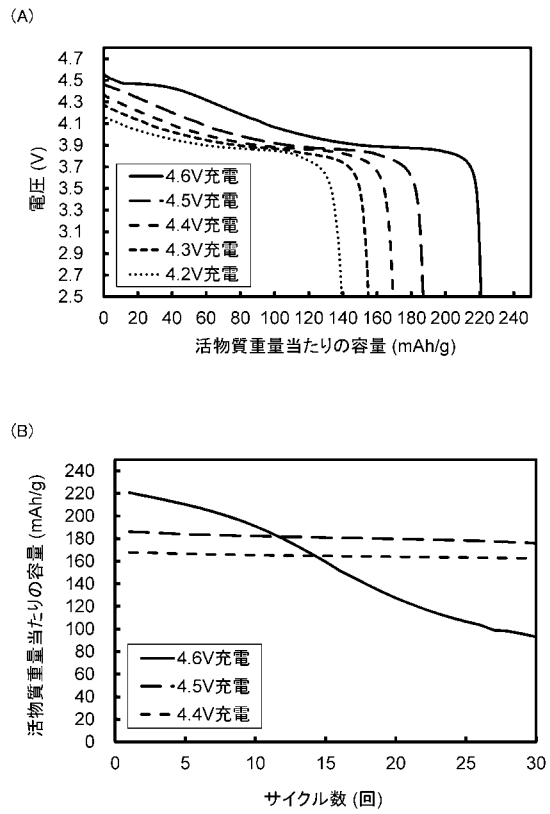 (A)
4.7
4.5
4.3
4.1
3.9
3.7
3.5
3.3
3.1
2.9
2.7
2.5
電圧 (V)
4.6V充電
4.5V充電
4.4V充電
4.3V充電
4.2V充電
0 20 40 60 80 100 120 140 160 180 200 220 240
活物質重量当たりの容量 (mAh/g)
(B)
240
220
200
180
160
140
120
100
80
60
40
20
0
活物質重量当たりの容量 (mAh/g)
4.6V充電
4.5V充電
4.4V充電
0 5 10 15 20 25 30
サイクル数 (回)